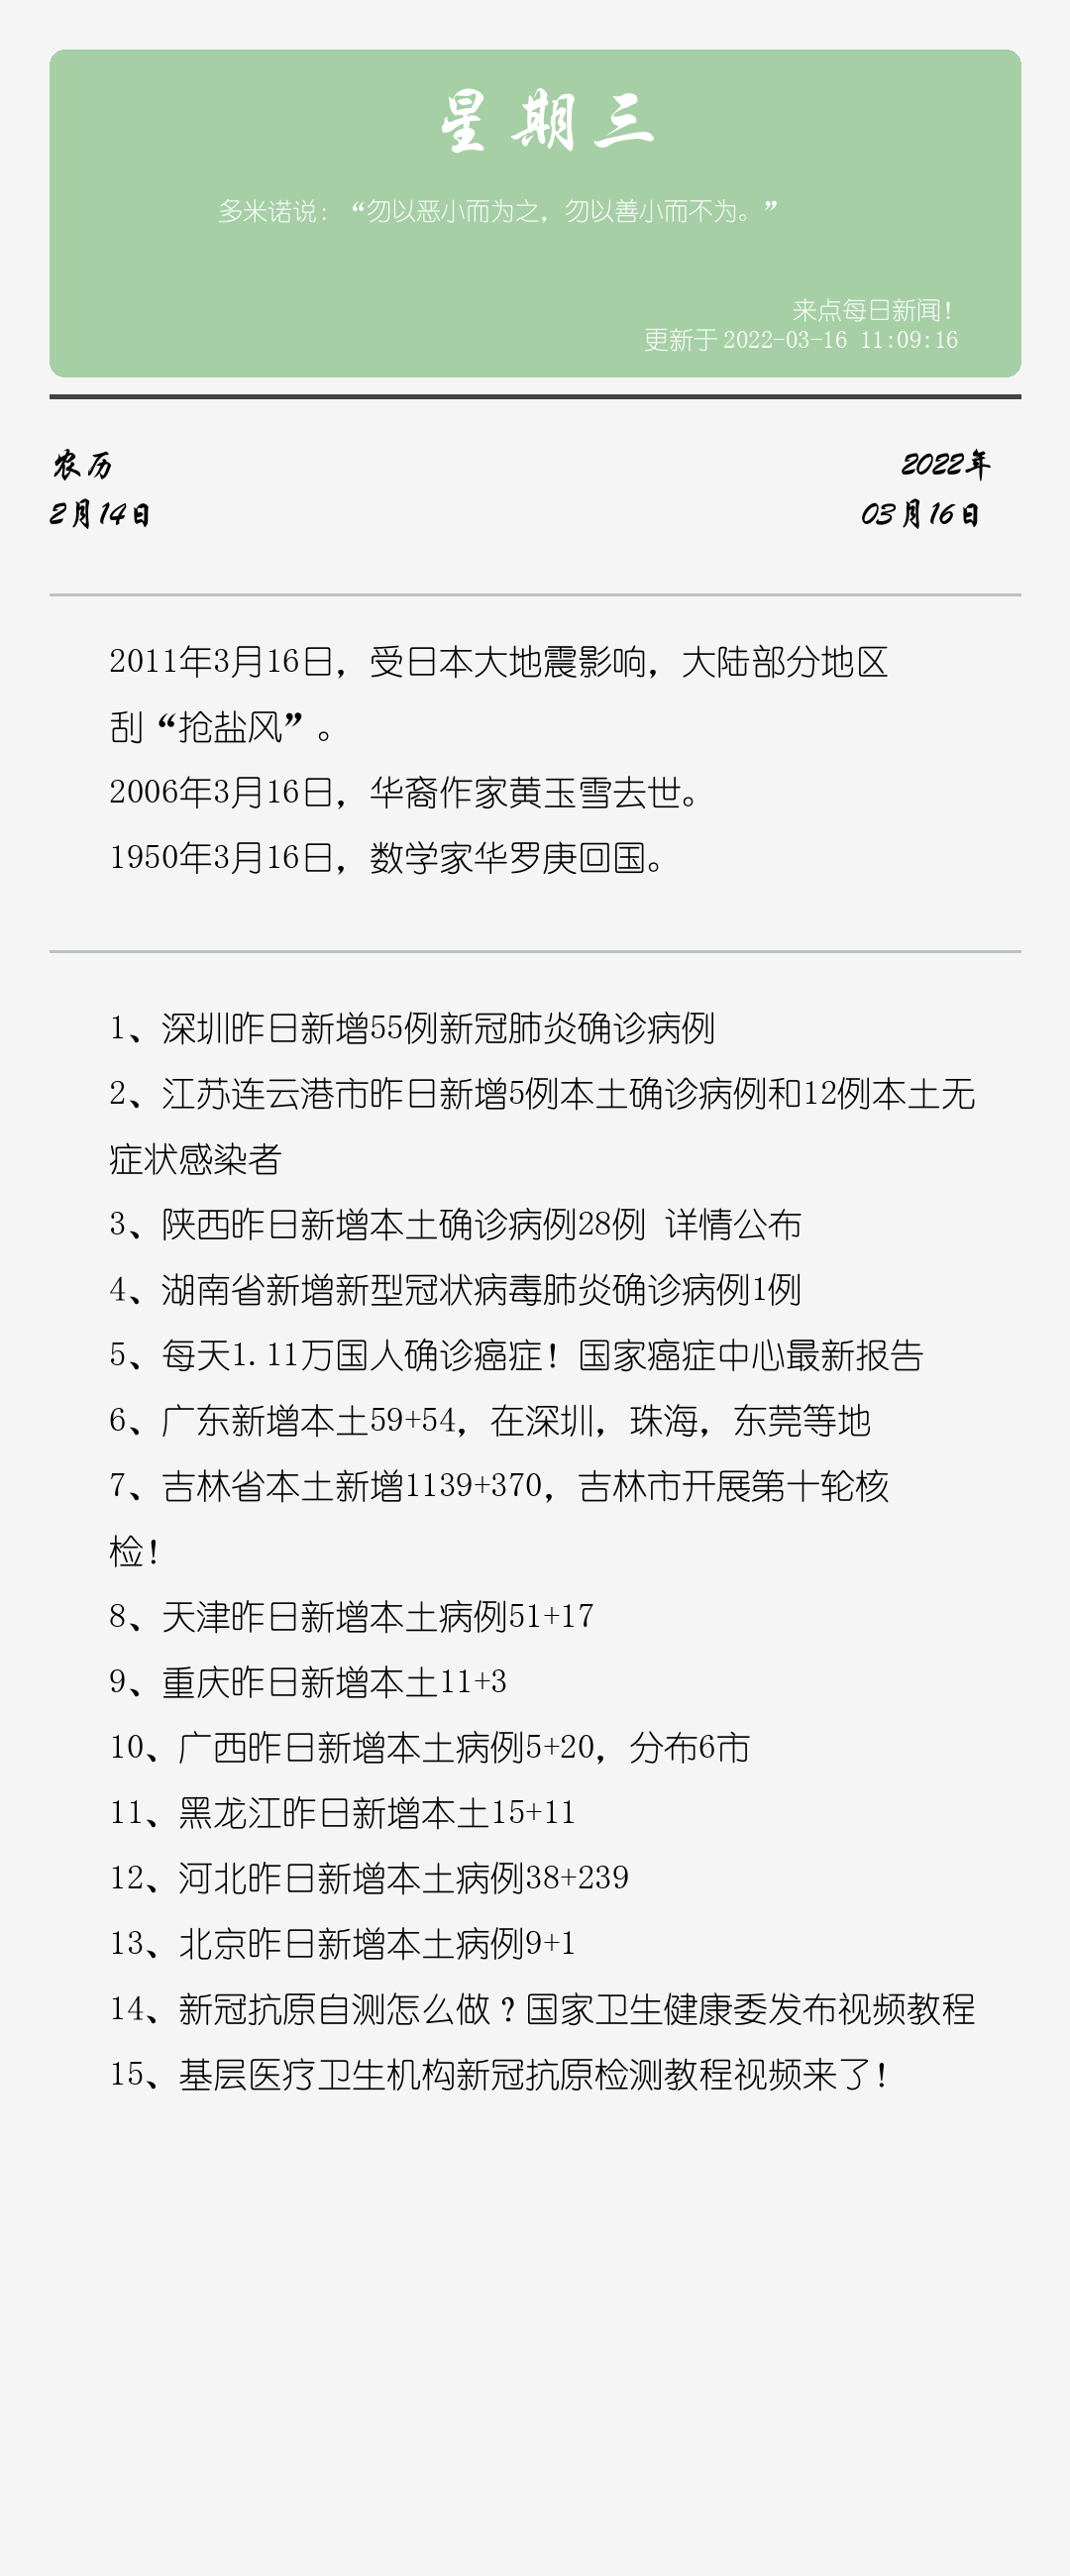 星期三
多米诺说：“勿以恶小而为之，勿以善小而不为。”
来点每日新闻！
更新于 2022-03-16 11:09:16
农历
2022年
2月14日
03月16日
2011年3月16日，受日本大地震影响，大陆部分地区
刮“抢盐风”。
2006年3月16日，华裔作家黄玉雪去世。
1950年3月16日，数学家华罗庚回国。
1、深圳昨日新增55例新冠肺炎确诊病例
2、江苏连云港市昨日新增5例本土确诊病例和12例本土无
症状感染者
3、陕西昨日新增本土确诊病例28例 详情公布
4、湖南省新增新型冠状病毒肺炎确诊病例1例
5、每天1.11万国人确诊癌症！国家癌症中心最新报告
6、广东新增本土59+54，在深圳，珠海，东莞等地
7、吉林省本土新增1139+370，吉林市开展第十轮核
检！
8、天津昨日新增本土病例51+17
9、重庆昨日新增本土11+3
10、广西昨日新增本土病例5+20，分布6市
11、黑龙江昨日新增本土15+11
12、河北昨日新增本土病例38+239
13、北京昨日新增本土病例9+1
14、新冠抗原自测怎么做？国家卫生健康委发布视频教程
15、基层医疗卫生机构新冠抗原检测教程视频来了！